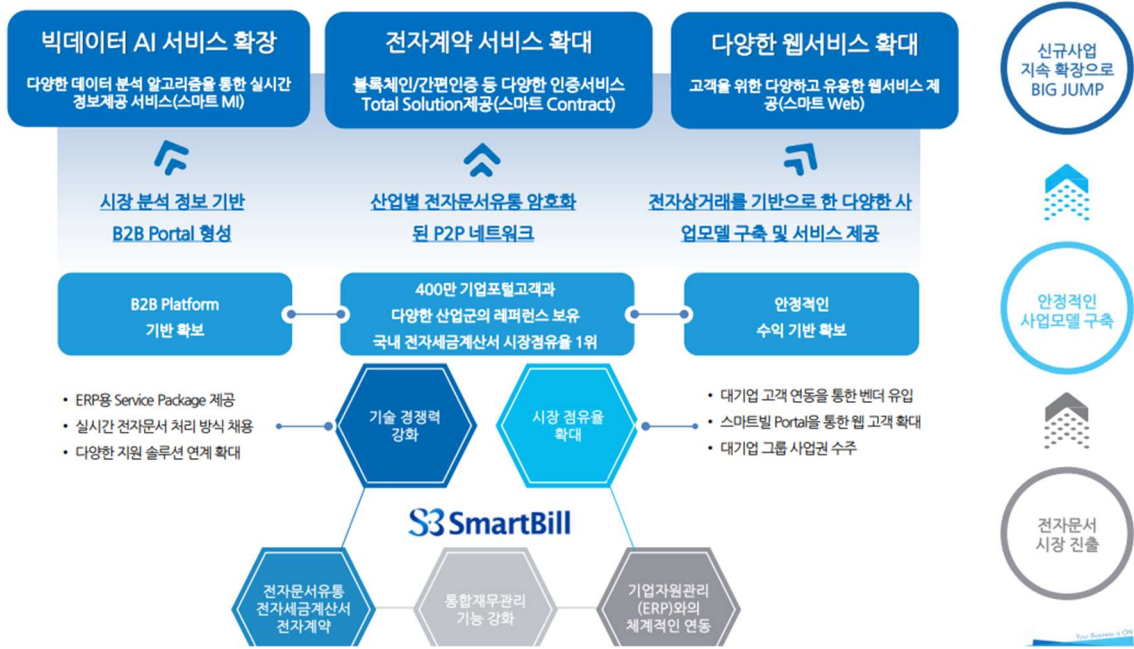 빅데이터 AI 서비스 확장
다양한 데이터 분석 알고리즘을 통한 실시간
정보제공 서비스(스마트 MI)
전자계약 서비스 확대
블록체인/간편인증 등 다양한 인증서비스
Total Solution제공(스마트 Contract)
다양한 웹서비스 확대
고객을 위한 다양하고 유용한 웹서비스 제
공(스마트 Web)
신규사업
지속 확장으로
BIG JUMP
시장 분석 정보 기반
B2B Portal 형성
산업별 전자문서유통 암호화
된 P2P 네트워크
전자상거래를 기반으로 한 다양한 사
업모델 구축 및 서비스 제공
B2B Platform
기반 확보
400만 기업포털고객과
다양한 산업군의 레퍼런스 보유
국내 전자세금계산서 시장점유율 1위
안정적인
수익 기반 확보
안정적인
사업모델 구축
• ERP용 Service Package 제공
• 실시간 전자문서 처리 방식 채용
• 다양한 지원 솔루션 연계 확대
기술 경쟁력
강화
시장 점유율
확대
• 대기업 고객 연동을 통한 벤더 유입
• 스마트빌 Portal을 통한 웹 고객 확대
• 대기업 그룹 사업권 수주
SmartBill
전자문서
시장 진출
전자문서유통
전자세금계산서
전자계약
통합재무관리
기능 강화
기업자원관리
(ERP)와의
체계적인 연동
Your Business is ON